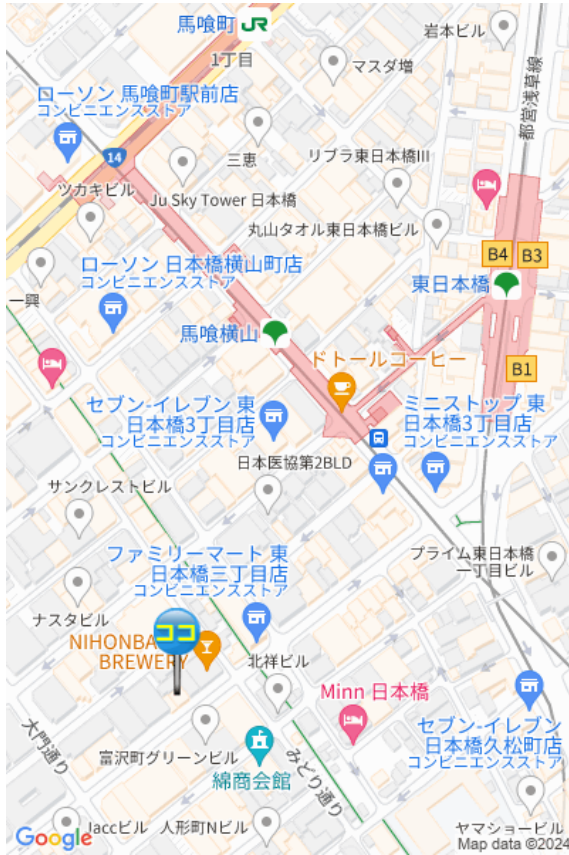 馬喰町 JR
岩本ビル
1丁目
マスダ増
都営浅草線
ローソン 馬喰町駅前店
コンビニエンスストア
14
三恵
リブラ東日本橋III
ツカキビル
Ju Sky Tower 日本橋
丸山タオル東日本橋ビル
B4 B3
ローソン 日本橋横山町店
コンビニエンスストア
東日本橋
一興
馬喰横山
ドトールコーヒー
B1
セブン-イレブン 東
日本橋3丁目店
コンビニエンスストア
ミニストップ 東
日本橋3丁目店
コンビニエンスストア
日本医協第2BLD
サンクレストビル
ファミリーマート 東
日本橋三丁目店
コンビニエンスストア
プライム東日本橋
一丁目ビル
ナスタビル
ココ
NIHONBA
BREWERY
北祥ビル
Minn 日本橋
大門通り
富沢町グリーンビル
みどり通り
セブン-イレブン
日本橋久松町店
コンビニエンスストア
綿商会館
Google
Jaccビル
人形町Nビル
ヤマショービル
Map data ©2024